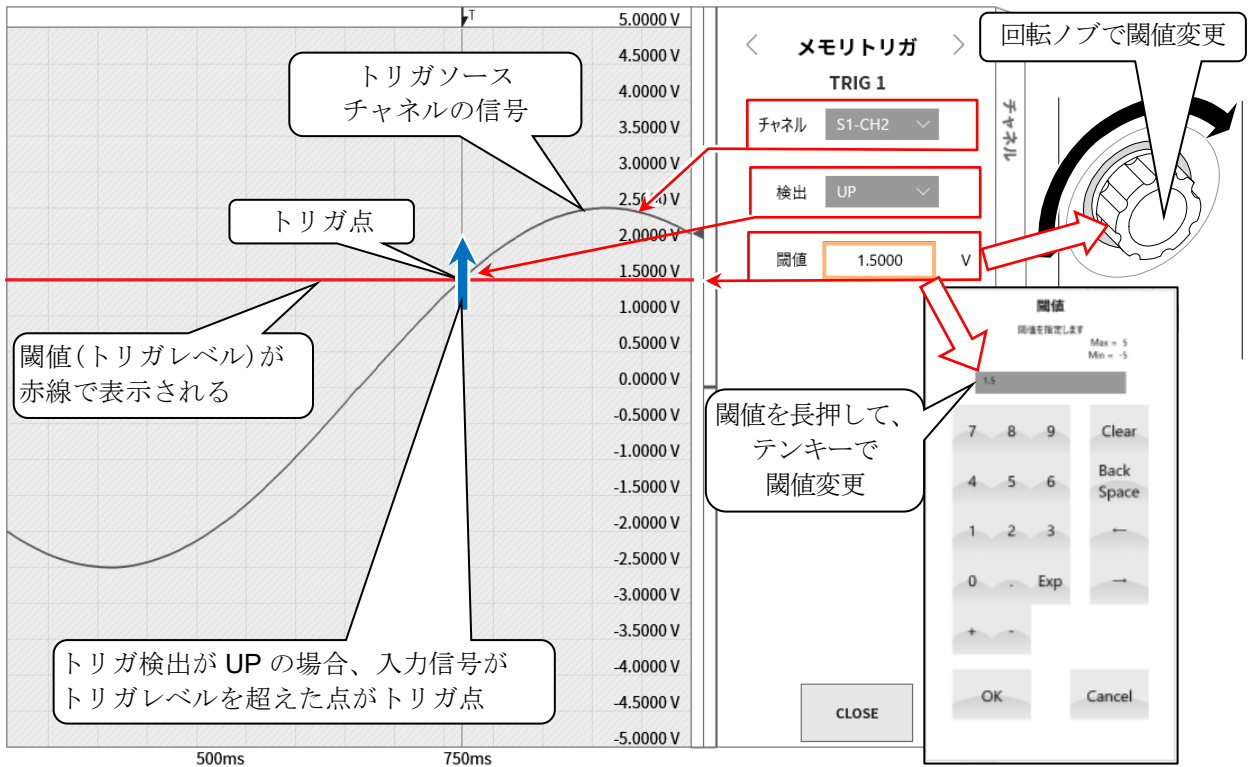 T
5.0000 V
4.5000 V
4.0000 V
3.5000 V
3.0000 V
2.0000 V
1.5000 V
1.0000 V
0.5000 V
0.0000 V
-0.5000 V
-1.0000 V
-1.5000 V
-2.0000 V
-2.5000 V
-3.0000 V
-3.5000 V
-4.0000 V
-4.5000 V
-5.0000 V
500ms
750ms
トリガソース
チャネルの信号
トリガ点
閾値(トリガレベル)が
赤線で表示される
トリガ検出が UP の場合、入力信号が
トリガレベルを超えた点がトリガ点
メモリトリガ
TRIG 1
チャネル S1-CH2
検出 UP
閾値 1.5000 V
CLOSE
チャネル
回転ノブで閾値変更
閾値を長押して、
テンキーで
閾値変更
閾値
閾値を指定します
Max = 5
Min = -5
1.5
7 8 9 Clear
4 5 6 Back
Space
1 2 3 ←
0 . Exp →
+ -
OK Cancel